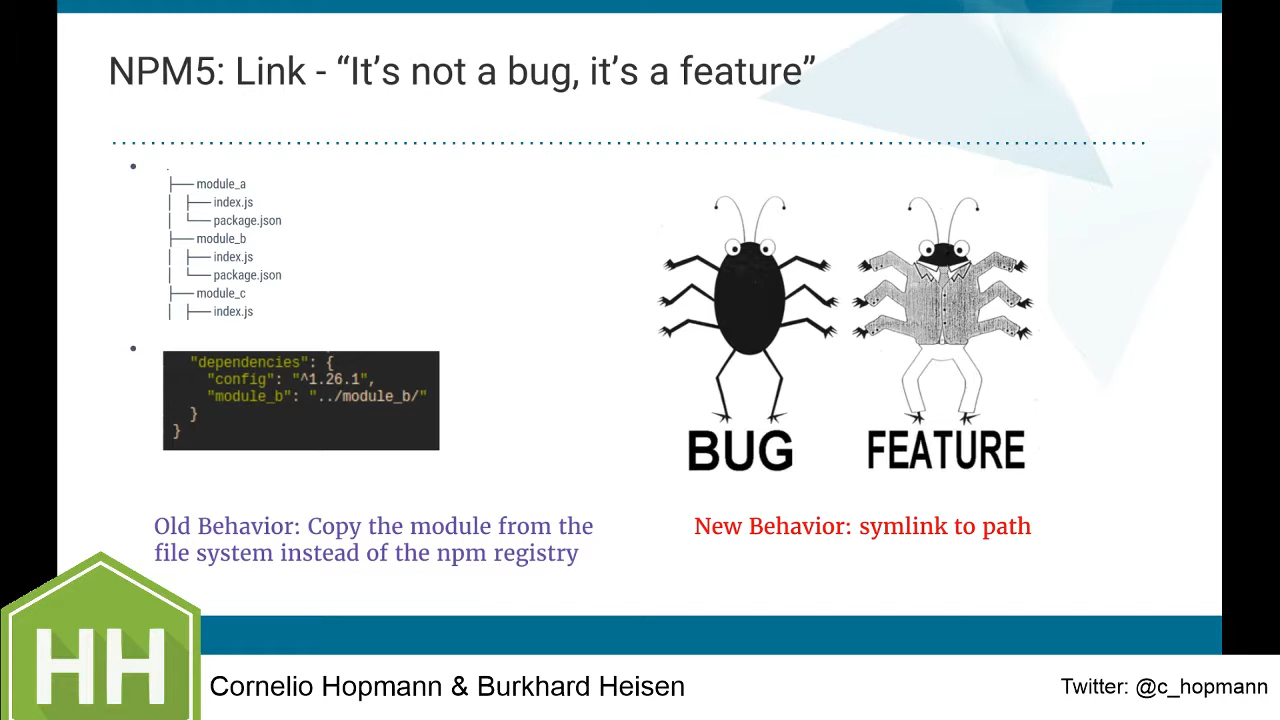 NPM5: Link - “It’s not a bug, it’s a feature”
.
├── module_a
│ ├── index.js
│ └── package.json
├── module_b
│ ├── index.js
│ └── package.json
├── module_c
│ ├── index.js
"dependencies": {
"config": "^1.26.1",
"module_b": "../module_b/"
}
}
BUG
FEATURE
Old Behavior: Copy the module from the
file system instead of the npm registry
New Behavior: symlink to path
HH
Cornelio Hopmann & Burkhard Heisen
Twitter: @c_hopmann